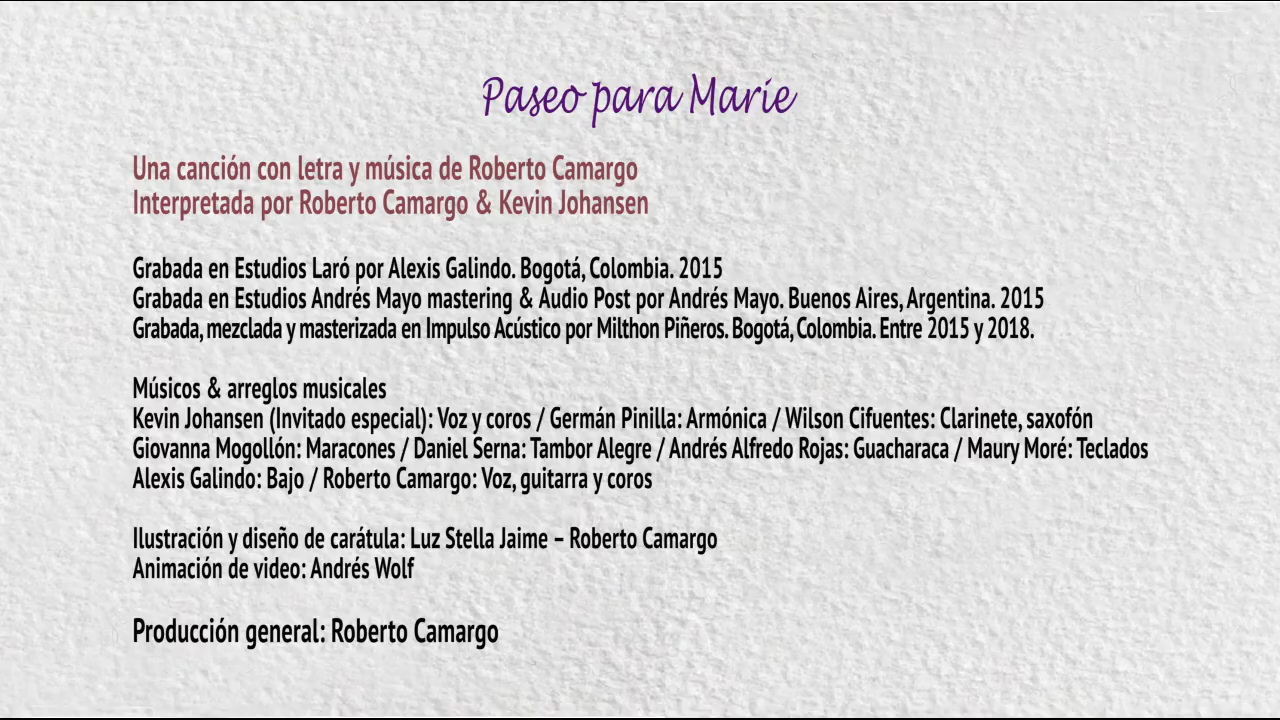 Paseo para Marie
Una canción con letra y música de Roberto Camargo
Interpretada por Roberto Camargo & Kevin Johansen
Grabada en Estudios Laró por Alexis Galindo. Bogotá, Colombia. 2015
Grabada en Estudios Andrés Mayo mastering & Audio Post por Andrés Mayo. Buenos Aires, Argentina. 2015
Grabada, mezclada y masterizada en Impulso Acústico por Milthon Piñeros. Bogotá, Colombia. Entre 2015 y 2018.
Músicos & arreglos musicales
Kevin Johansen (Invitado especial): Voz y coros / Germán Pinilla: Armónica / Wilson Cifuentes: Clarinete, saxofón
Giovanna Mogollón: Maracones / Daniel Serna: Tambor Alegre / Andrés Alfredo Rojas: Guacharaca / Maury Moré: Teclados
Alexis Galindo: Bajo / Roberto Camargo: Voz, guitarra y coros
Ilustración y diseño de carátula: Luz Stella Jaime – Roberto Camargo
Animación de video: Andrés Wolf
Producción general: Roberto Camargo